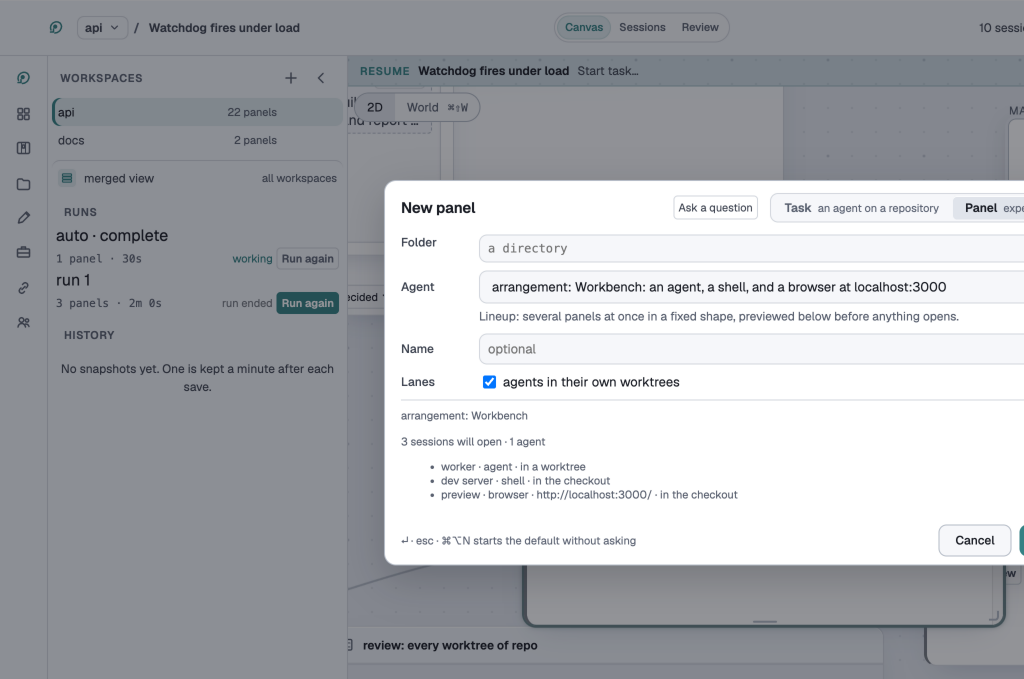 api / Watchdog fires under load
Canvas Sessions Review
10 sessi
WORKSPACES
RESUME Watchdog fires under load Start task…
api 22 panels
docs 2 panels
2D World ⌘⇧W
and report …
merged view all workspaces
RUNS
auto · complete
1 panel · 30s working Run again
run 1
3 panels · 2m 0s run ended Run again
HISTORY
No snapshots yet. One is kept a minute after each
save.
MA
ecided
New panel
Ask a question
Task an agent on a repository
Panel expe
Folder a directory
Agent arrangement: Workbench: an agent, a shell, and a browser at localhost:3000
Lineup: several panels at once in a fixed shape, previewed below before anything opens.
Name optional
Lanes agents in their own worktrees
arrangement: Workbench
3 sessions will open · 1 agent
• worker · agent · in a worktree
• dev server · shell · in the checkout
• preview · browser · http://localhost:3000/ · in the checkout
↵ · esc · ⌘⌥N starts the default without asking
Cancel
review: every worktree of repo